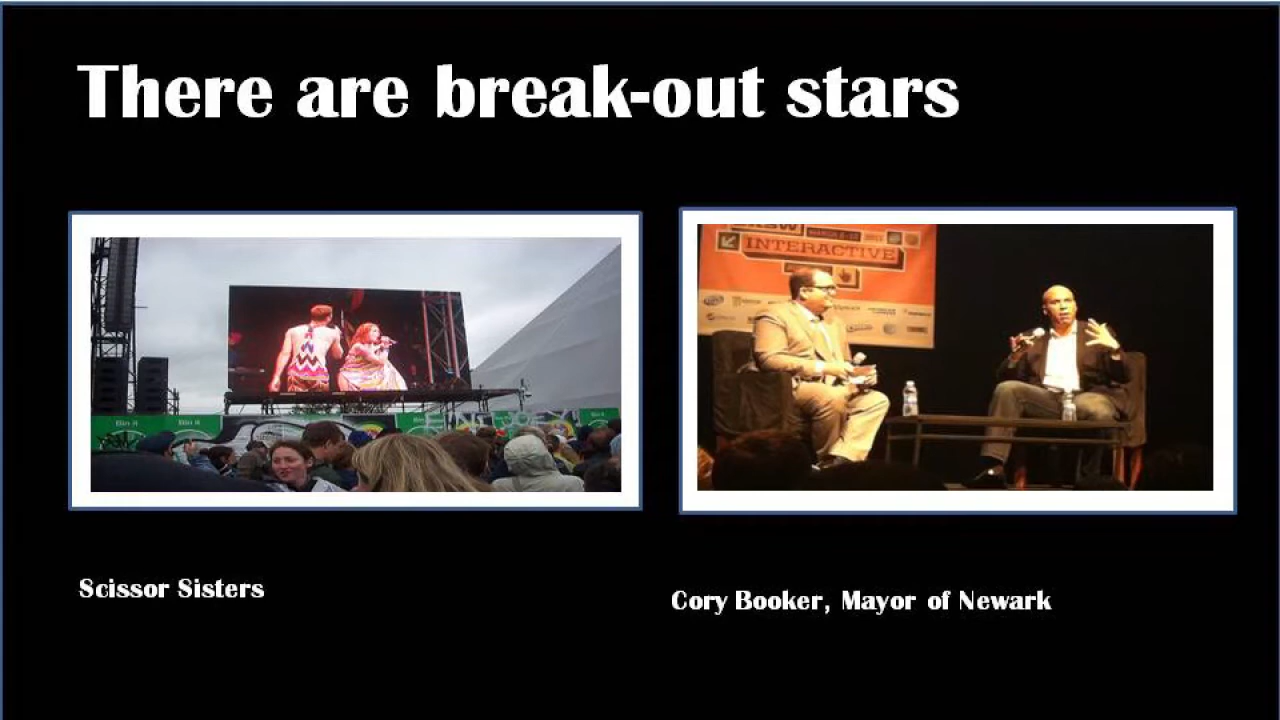 There are break-out stars
INTERACTIVE
Scissor Sisters
Cory Booker, Mayor of Newark